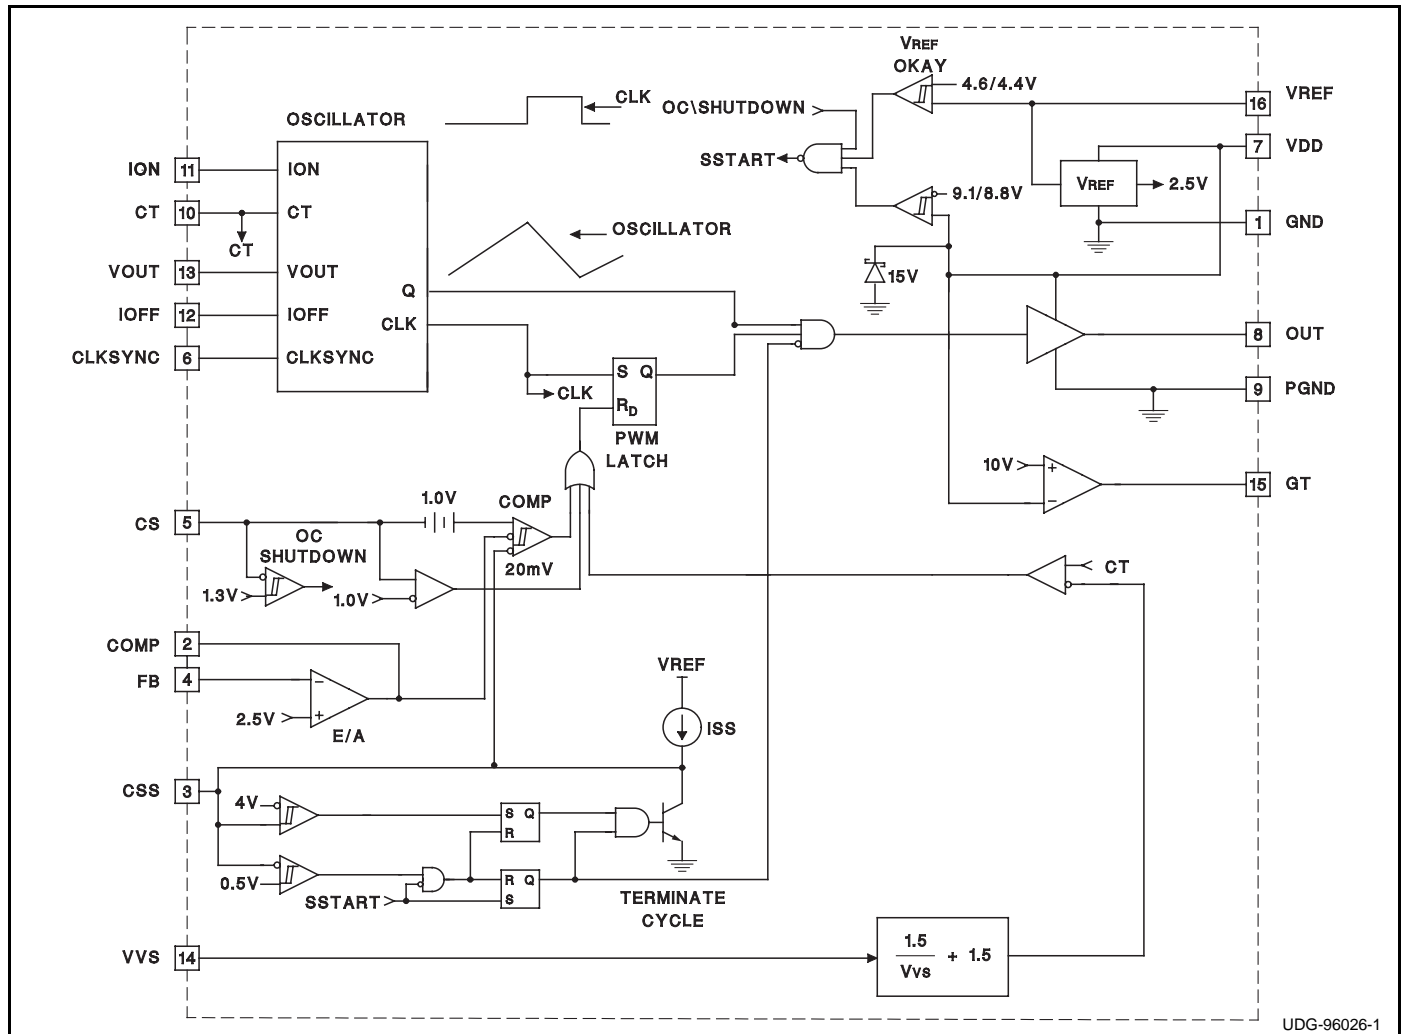 VREF
OKAY
4.6/4.4V
OC\SHUTDOWN
CLK
OSCILLATOR
16 VREF
SSTART
7 VDD
VREF
2.5V
ION 11 ION
9.1/8.8V
CT 10 CT
CT
1 GND
OSCILLATOR
VOUT 13 VOUT
15V
Q
IOFF 12 IOFF
CLK
8 OUT
CLKSYNC 6 CLKSYNC
S Q
CLK
RD
9 PGND
PWM
LATCH
10V
+
−
15 GT
1.0V
COMP
CS 5
OC
SHUTDOWN
20mV
1.3V
1.0V
CT
COMP 2
FB 4
−
+
2.5V
E/A
VREF
ISS
CSS 3
4V
S Q
R
0.5V
R Q
S
SSTART
TERMINATE
CYCLE
VVS 14
1.5
VVS
+ 1.5
UDG-96026-1